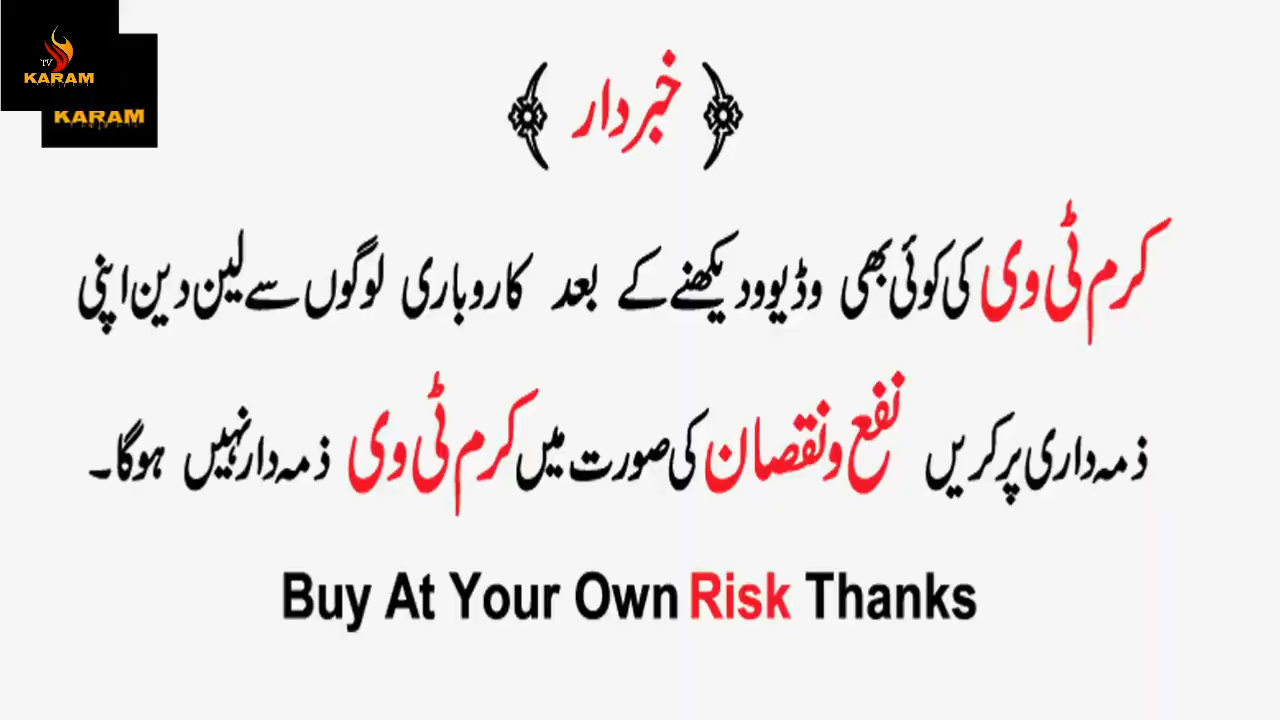 TV
KARAM
KARAM
خبردار
کرم ٹی وی کی کوئی بھی وڈیو دیکھنے کے بعد کاروباری لوگوں سے لین دین اپنی
ذمہ داری پر کریں نفع و نقصان کی صورت میں کرم ٹی وی ذمہ دار نہیں ہوگا۔
Buy At Your Own Risk Thanks